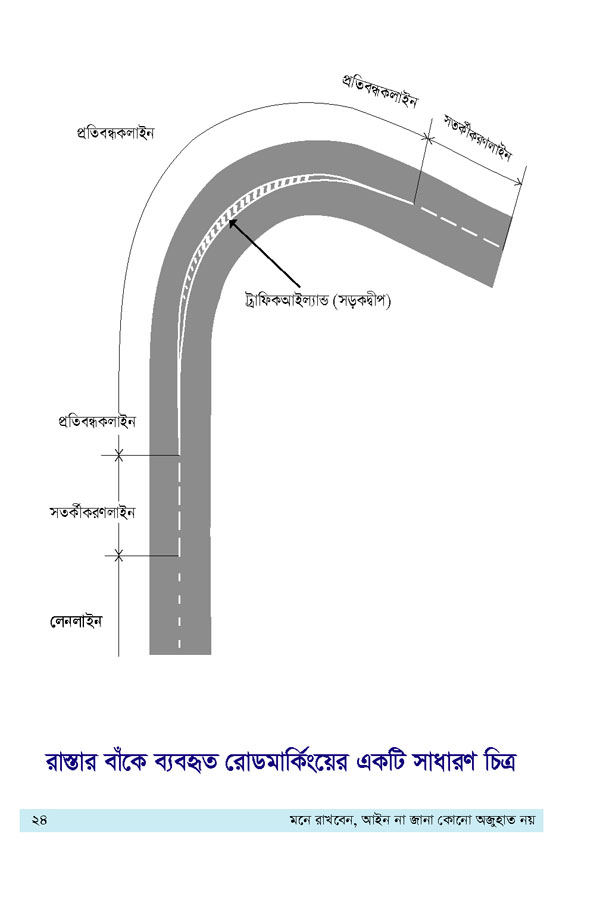 প্রতিবন্ধকলাইন
সতর্কীকরণলাইন
প্রতিবন্ধকলাইন
ট্রাফিকআইল্যান্ড (সড়কদ্বীপ)
প্রতিবন্ধকলাইন
সতর্কীকরণলাইন
লেনলাইন
রাস্তার বাঁকে ব্যবহৃত রোডমার্কিংয়ের একটি সাধারণ চিত্র
২৪ মনে রাখবেন, আইন না জানা কোনো অজুহাত নয়